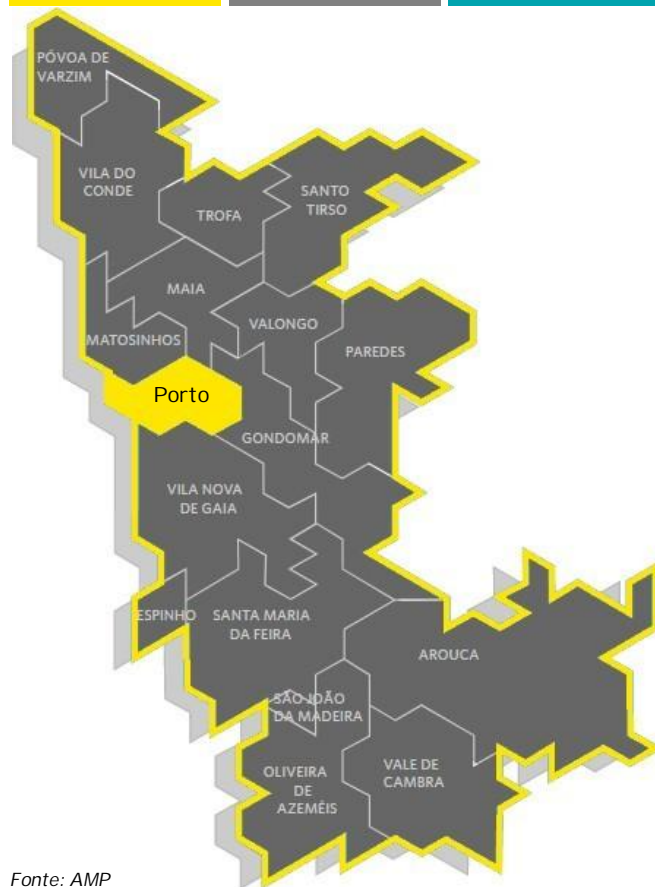 PÓVOA DE
VARZIM
VILA DO
CONDE
TROFA
SANTO
TIRSO
MAIA
VALONGO
MATOSINHOS
PAREDES
Porto
GONDOMAR
VILA NOVA
DE GAIA
ESPINHO
SANTA MARIA
DA FEIRA
AROUCA
SÃO JOÃO
DA MADEIRA
OLIVEIRA
DE
AZEMÉIS
VALE DE
CAMBRA
Fonte: AMP